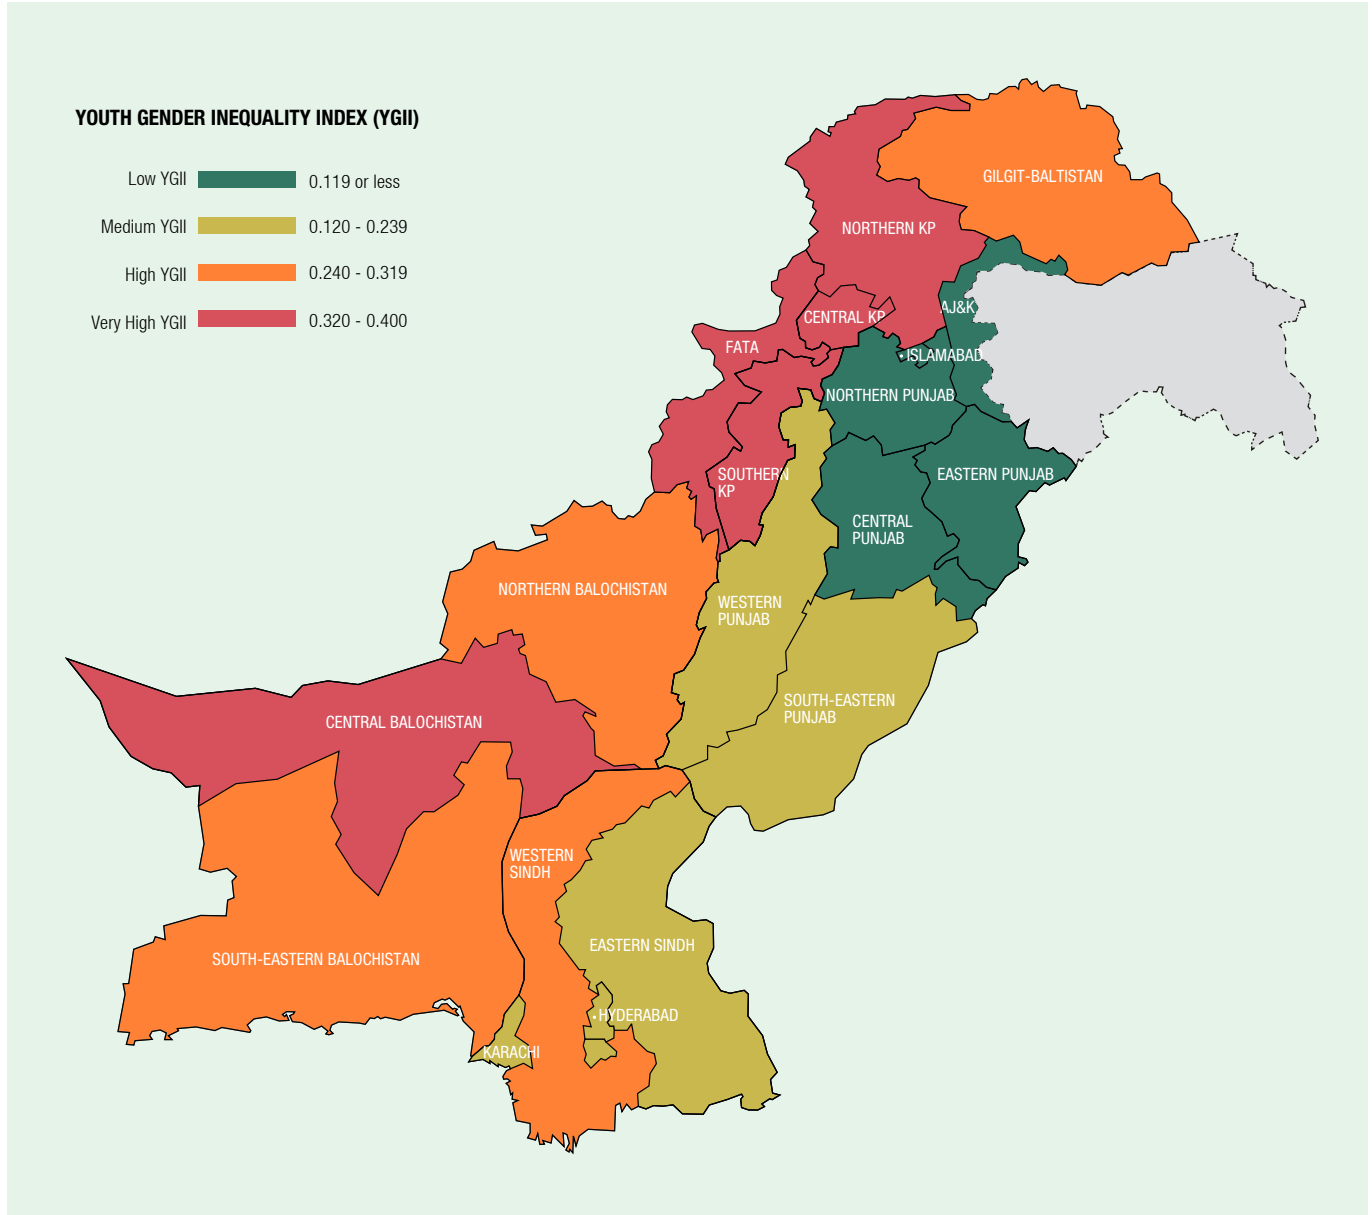 YOUTH GENDER INEQUALITY INDEX (YGII)
Low YGII 0.119 or less
Medium YGII 0.120 - 0.239
High YGII 0.240 - 0.319
Very High YGII 0.320 - 0.400
GILGIT-BALTISTAN
NORTHERN KP
AJ&K
CENTRAL KP
FATA
ISLAMABAD
NORTHERN PUNJAB
SOUTHERN
KP
EASTERN PUNJAB
CENTRAL
PUNJAB
NORTHERN BALOCHISTAN
WESTERN
PUNJAB
SOUTH-EASTERN
PUNJAB
CENTRAL BALOCHISTAN
WESTERN
SINDH
EASTERN SINDH
SOUTH-EASTERN BALOCHISTAN
HYDERABAD
KARACHI